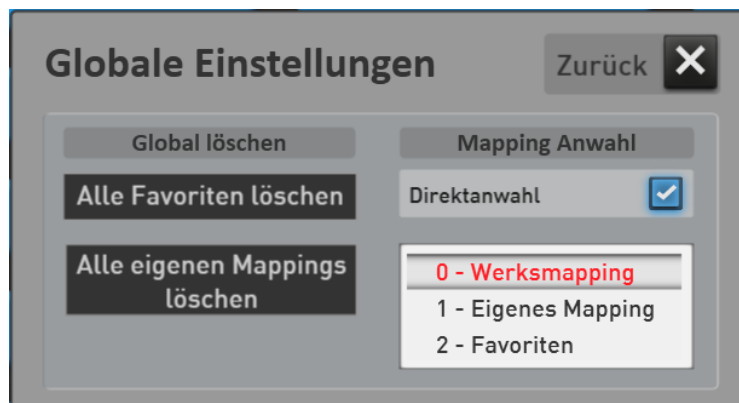 Globale Einstellungen
Zurück
Global löschen
Alle Favoriten löschen
Alle eigenen Mappings
löschen
Mapping Anwahl
Direktanwahl
0 - Werksmapping
1 - Eigenes Mapping
2 - Favoriten